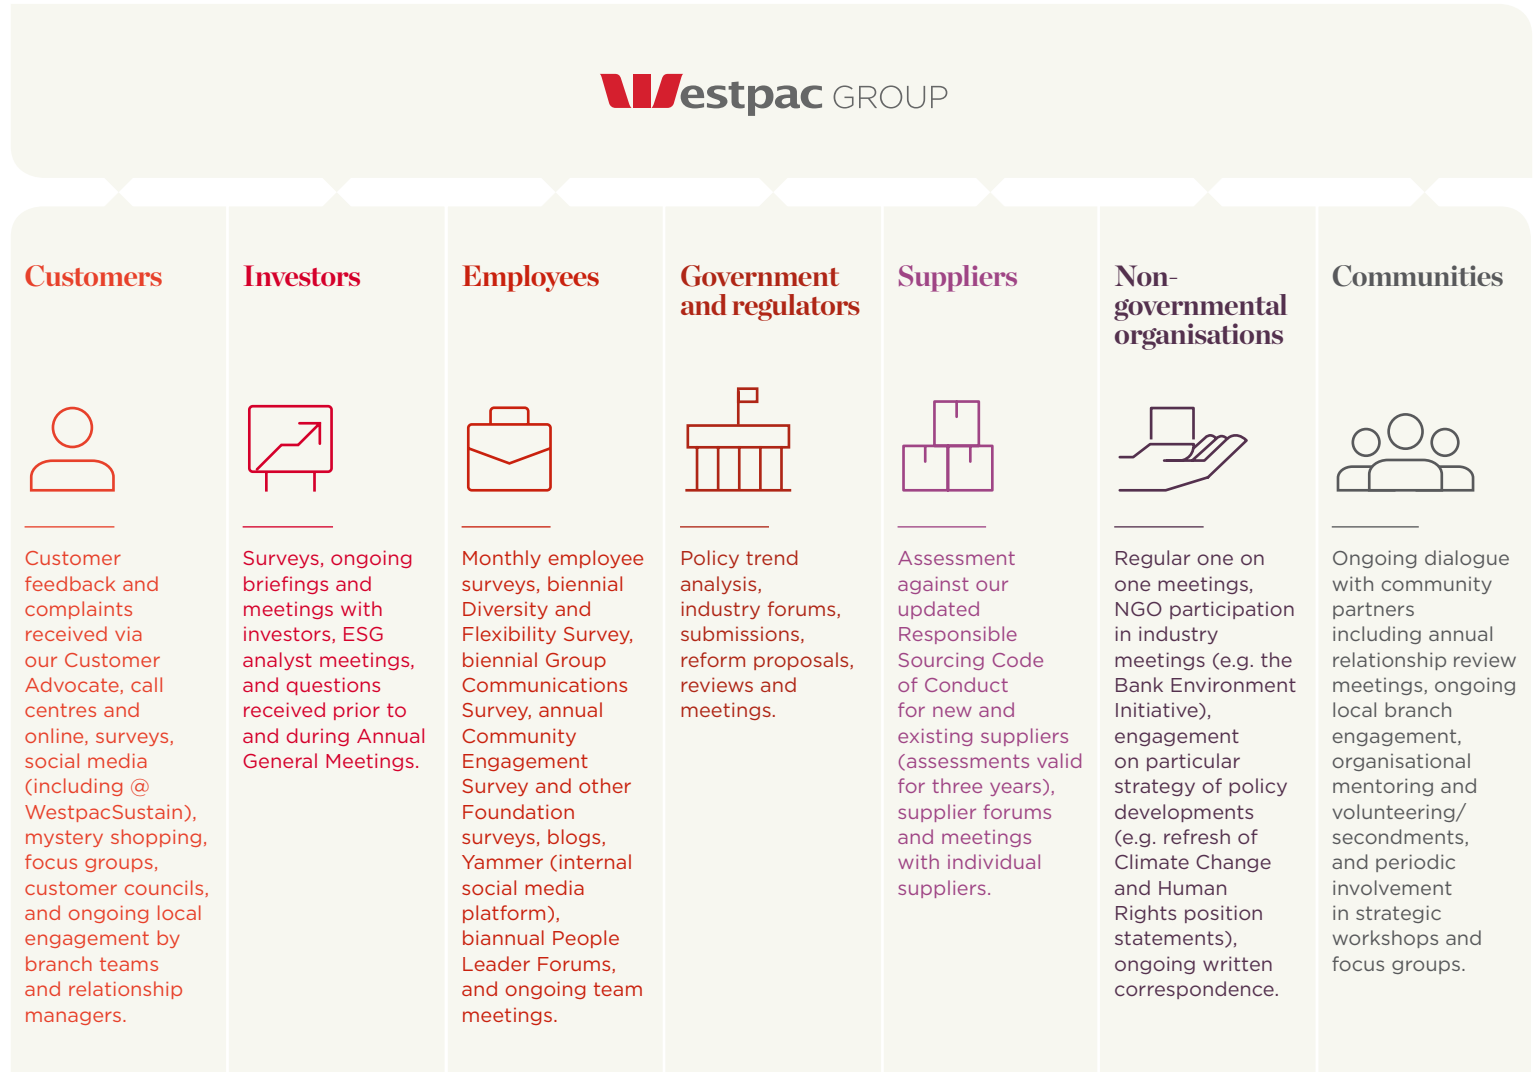 Westpac GROUP
Customers
Customer
feedback and
complaints
received via
our Customer
Advocate, call
centres and
online, surveys,
social media
(including @
WestpacSustain),
mystery shopping,
focus groups,
customer councils,
and ongoing local
engagement by
branch teams
and relationship
managers.
Investors
Surveys, ongoing
briefings and
meetings with
investors, ESG
analyst meetings,
and questions
received prior to
and during Annual
General Meetings.
Employees
Monthly employee
surveys, biennial
Diversity and
Flexibility Survey,
biennial Group
Communications
Survey, annual
Community
Engagement
Survey and other
Foundation
surveys, blogs,
Yammer (internal
social media
platform),
biannual People
Leader Forums,
and ongoing team
meetings.
Government
and regulators
Policy trend
analysis,
industry forums,
submissions,
reform proposals,
reviews and
meetings.
Suppliers
Assessment
against our
updated
Responsible
Sourcing Code
of Conduct
for new and
existing suppliers
(assessments valid
for three years),
supplier forums
and meetings
with individual
suppliers.
Non-
governmental
organisations
Regular one on
one meetings,
NGO participation
in industry
meetings (e.g. the
Bank Environment
Initiative),
engagement
on particular
strategy of policy
developments
(e.g. refresh of
Climate Change
and Human
Rights position
statements),
ongoing written
correspondence.
Communities
Ongoing dialogue
with community
partners
including annual
relationship review
meetings, ongoing
local branch
engagement,
organisational
mentoring and
volunteering/
secondments,
and periodic
involvement
in strategic
workshops and
focus groups.